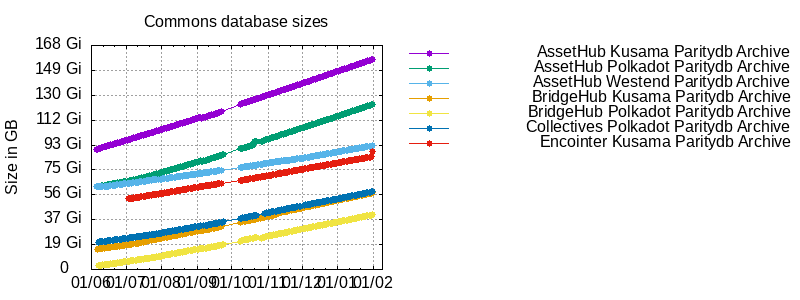 Commons database sizes
Size in GB
168 Gi
149 Gi
130 Gi
112 Gi
93 Gi
75 Gi
56 Gi
37 Gi
19 Gi
0
01/06 01/07 01/08 01/09 01/10 01/11 01/12 01/01 01/02
AssetHub Kusama Paritydb Archive
AssetHub Polkadot Paritydb Archive
AssetHub Westend Paritydb Archive
BridgeHub Kusama Paritydb Archive
BridgeHub Polkadot Paritydb Archive
Collectives Polkadot Paritydb Archive
Encointer Kusama Paritydb Archive